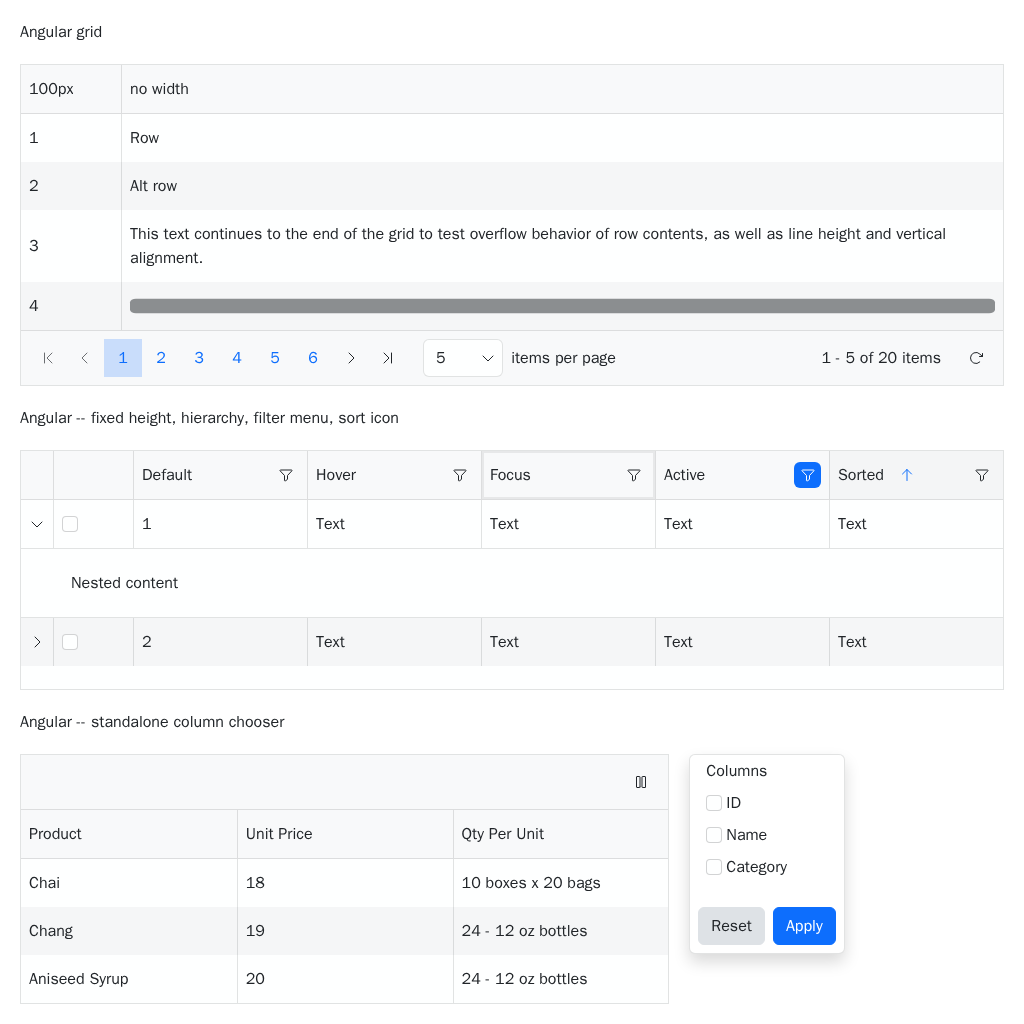 Angular grid
100px no width
1 Row
2 Alt row
3 This text continues to the end of the grid to test overflow behavior of row contents, as well as line height and vertical
alignment.
4
1 2 3 4 5 6 5 items per page 1 - 5 of 20 items
Angular -- fixed height, hierarchy, filter menu, sort icon
Default Hover Focus Active Sorted
1 Text Text Text Text
Nested content
2 Text Text Text Text
Angular -- standalone column chooser
Product Unit Price Qty Per Unit
Chai 18 10 boxes x 20 bags
Chang 19 24 - 12 oz bottles
Aniseed Syrup 20 24 - 12 oz bottles
Columns
ID
Name
Category
Reset Apply